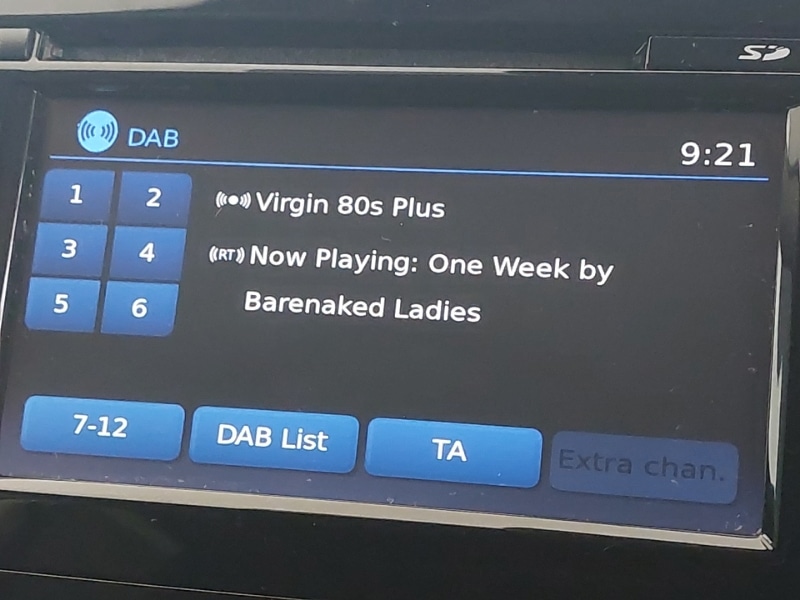 SD
DAB
9:21
1
2
Virgin 80s Plus
3
4
RT Now Playing: One Week by
Barenaked Ladies
5
6
7-12
DAB List
TA
Extra chan.